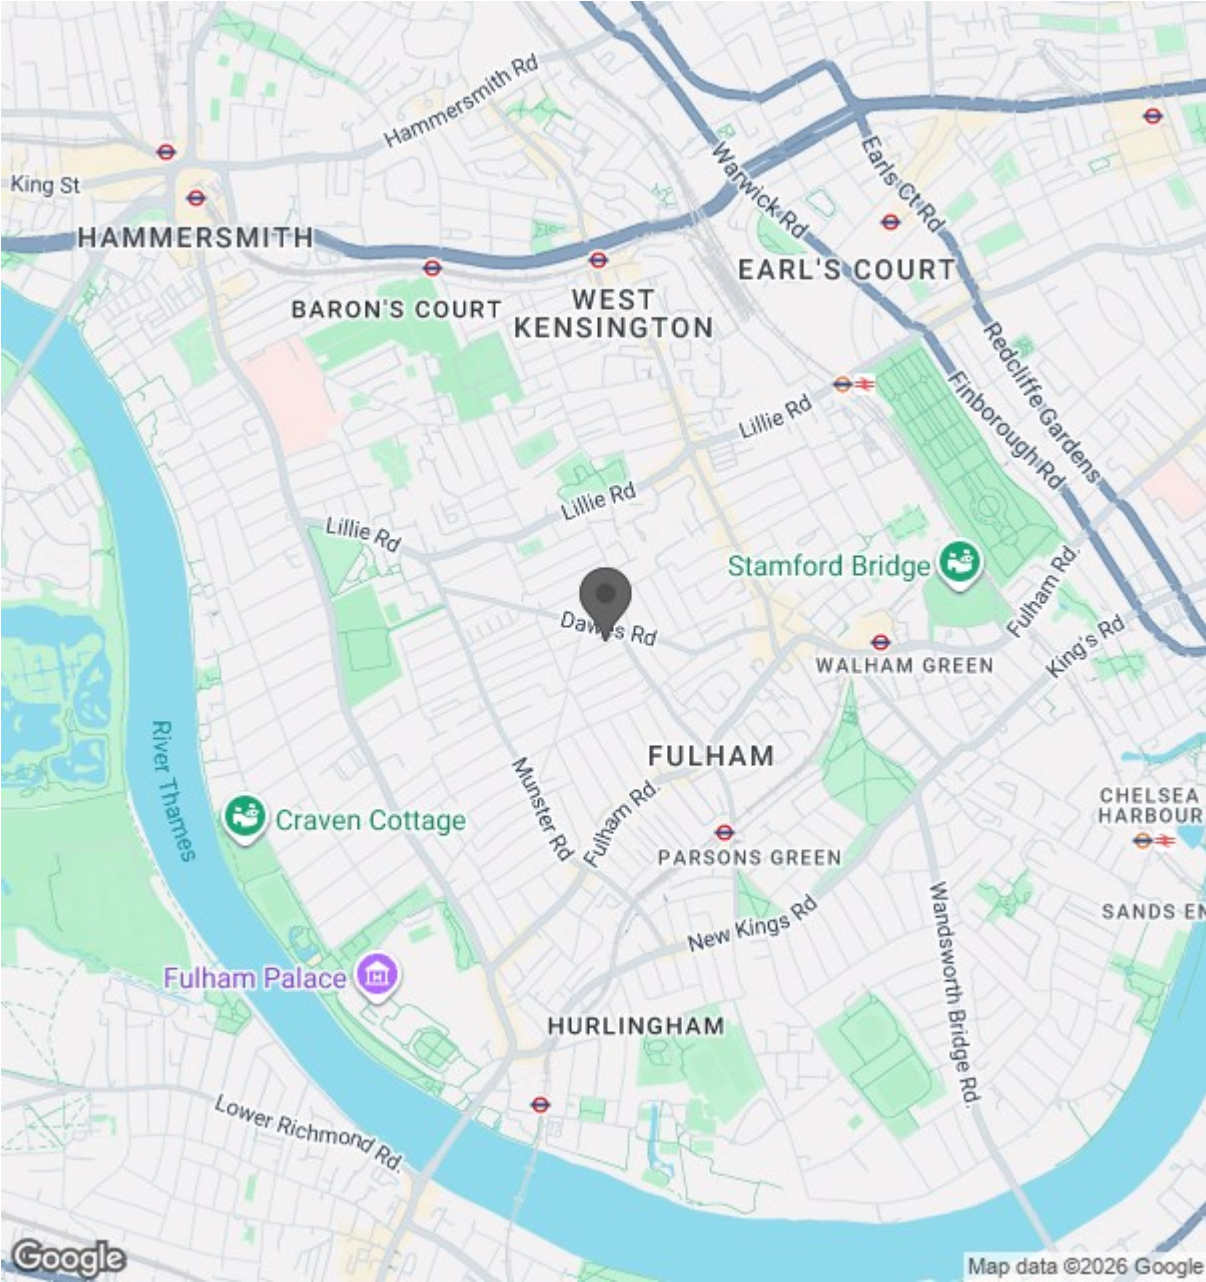 Hammersmith Rd
King St
Warwick Rd
Earls Ct Rd
HAMMERSMITH
EARL'S COURT
BARON'S COURT
WEST
KENSINGTON
Redcliffe Gardens
Finborough Rd
Lillie Rd
Lillie Rd
Lillie Rd
Stamford Bridge
Fulham Rd.
King's Rd
WALHAM GREEN
River Thames
FULHAM
Munster Rd
Fulham Rd.
CHELSEA
HARBOUR
Craven Cottage
PARSONS GREEN
Wandsworth Bridge Rd.
New Kings Rd
SANDS EN
Fulham Palace
HURLINGHAM
Lower Richmond Rd.
Google
Map data ©2026 Google